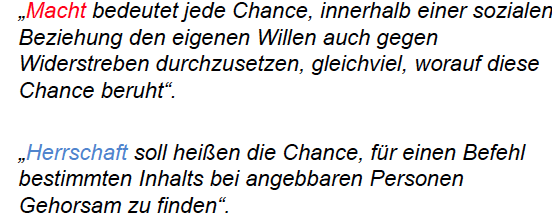 „Macht bedeutet jede Chance, innerhalb einer sozialen
Beziehung den eigenen Willen auch gegen
Widerstreben durchzusetzen, gleichviel, worauf diese
Chance beruht“.
„Herrschaft soll heißen die Chance, für einen Befehl
bestimmten Inhalts bei angebbaren Personen
Gehorsam zu finden“.